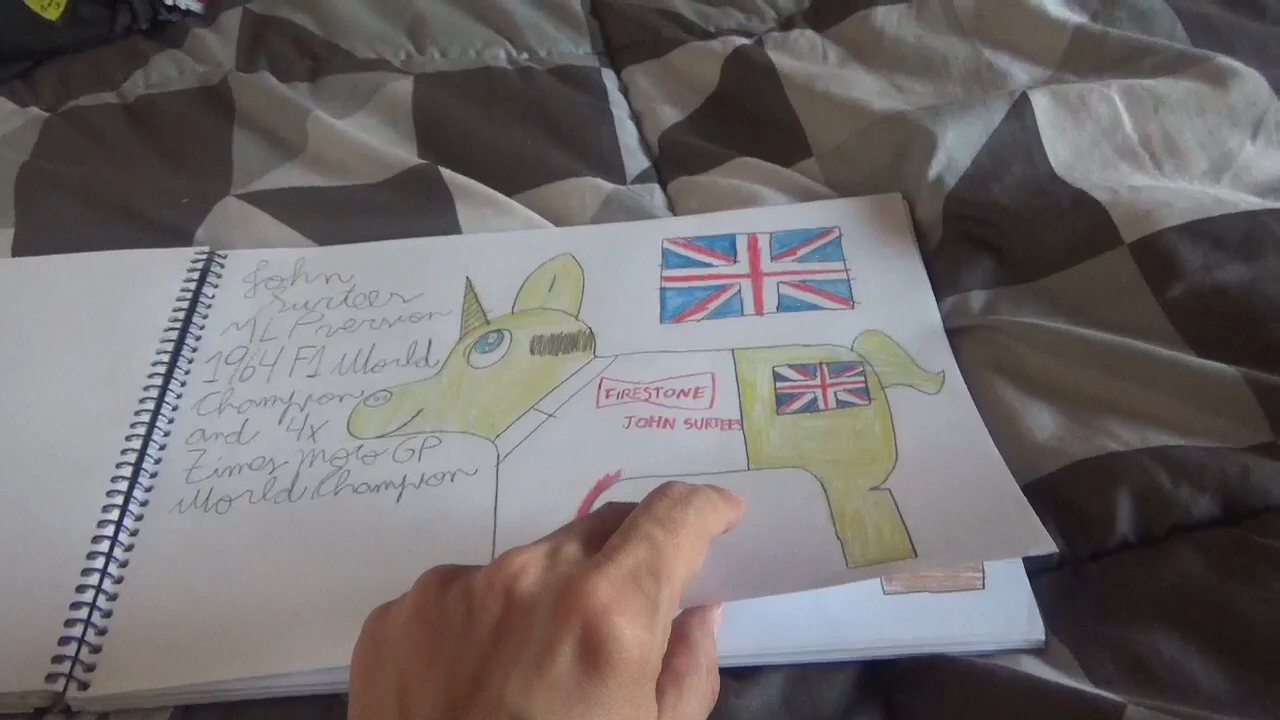 John
Surtees
MLP version
1964 F1 World
Champion
and 4x
Times Moto GP
World Champion
FIRESTONE
JOHN SURTEES